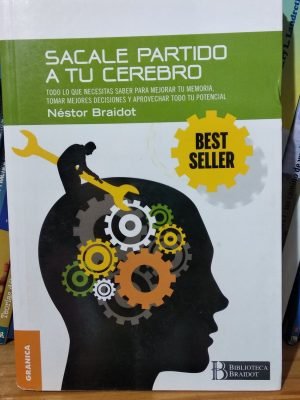 SACALE PARTIDO
A TU CEREBRO
TODO LO QUE NECESITAS SABER PARA MEJORAR TU MEMORIA,
TOMAR MEJORES DECISIONES Y APROVECHAR TODO TU POTENCIAL
Néstor Braidot
BEST
SELLER
GRANICA
B
BIBLIOTECA
BRAIDOT